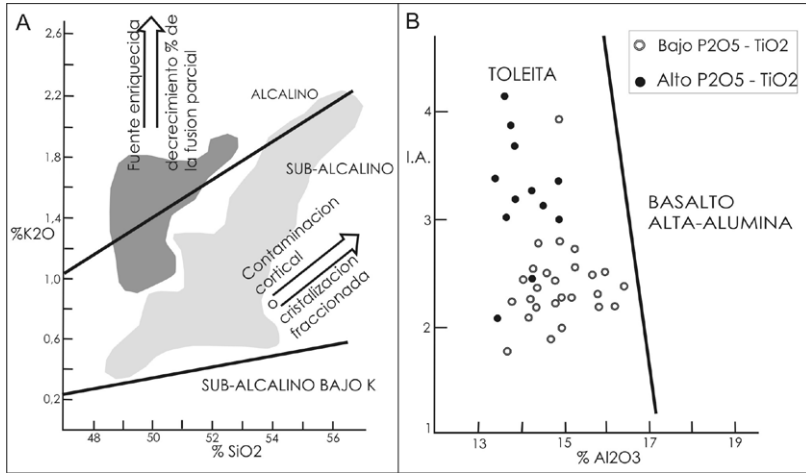 A
Fuente enriquecida
decrecimiento % de
la fusion parcial
ALCALINO
SUB-ALCALINO
Contaminacion
cortical
o
cristalizacion
fraccionada
SUB-ALCALINO BAJO K
%K2O
2,6
2,2
1,8
1,4
1,0
0,6
0,2
48
50
52
54
56
% SiO2
B
Bajo P2O5 - TiO2
Alto P2O5 - TiO2
TOLEITA
BASALTO
ALTA-ALUMINA
I.A.
4
3
2
1
13
15
17
19
% Al2O3